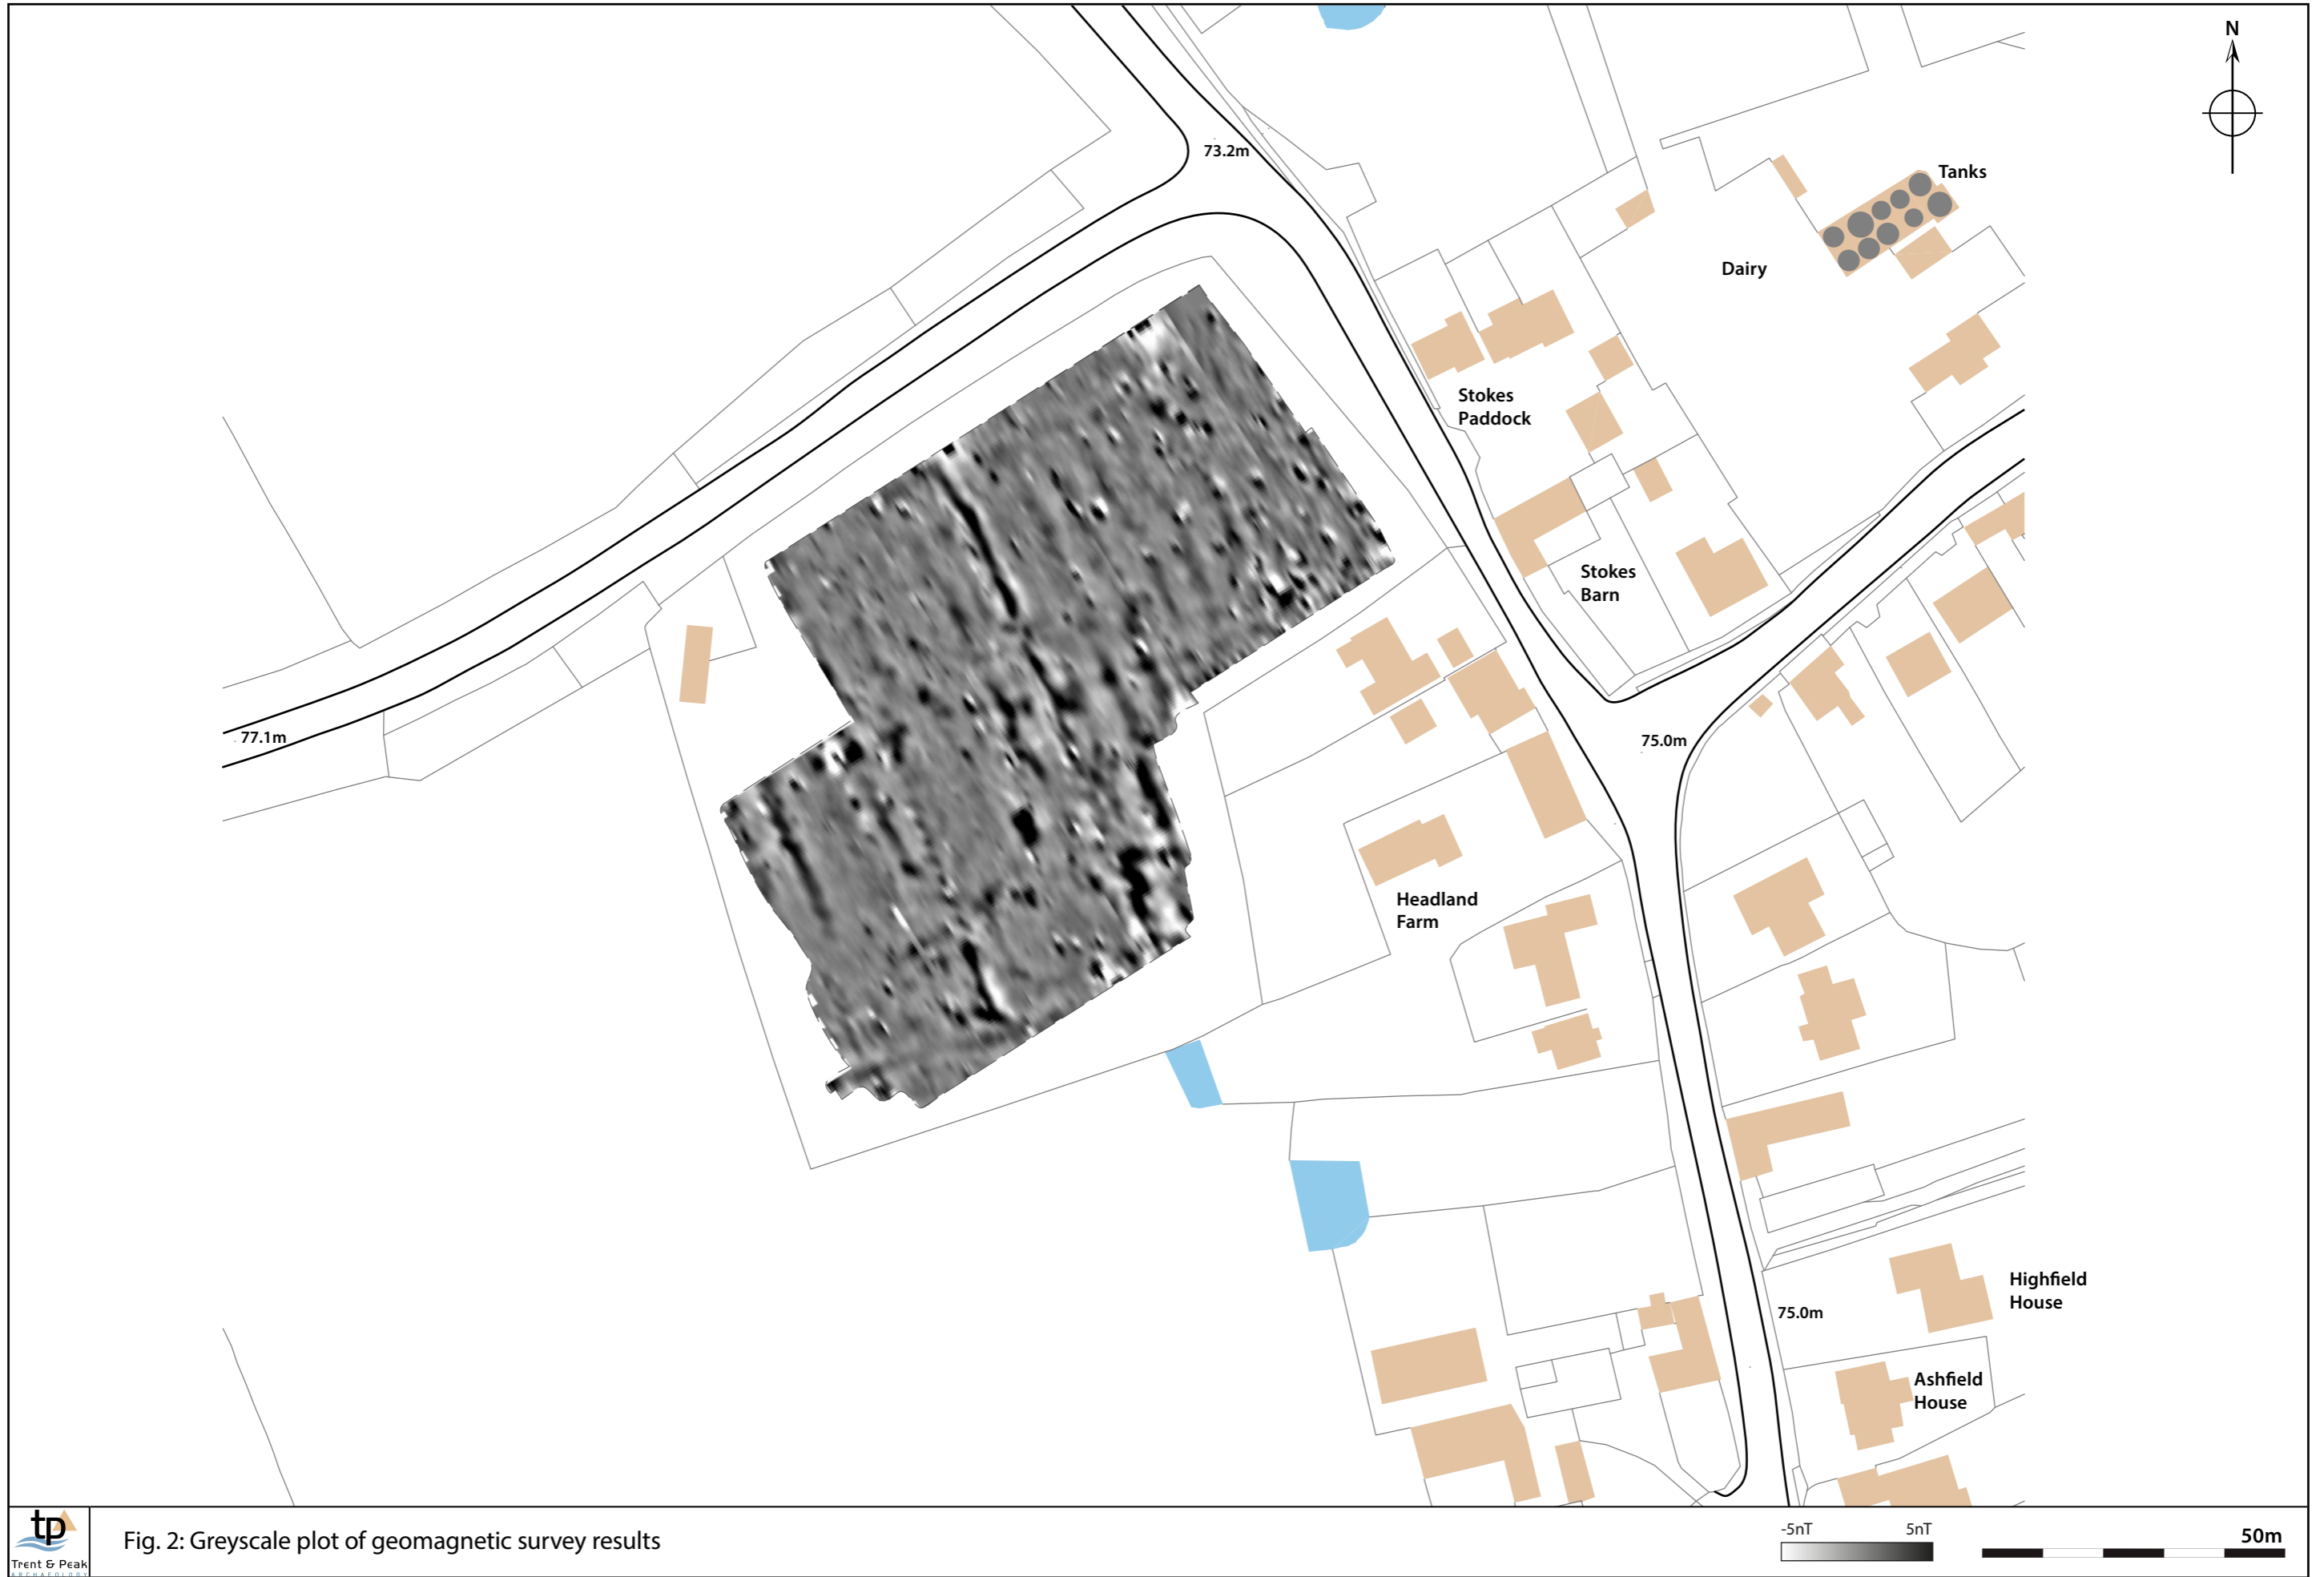 N
73.2m
Tanks
Dairy
Stokes
Paddock
Stokes
Barn
77.1m
75.0m
Headland
Farm
Highfield
House
75.0m
Ashfield
House
tp
Trent & Peak
ARCHAEOLOGY
Fig. 2: Greyscale plot of geomagnetic survey results
-5nT
5nT
50m